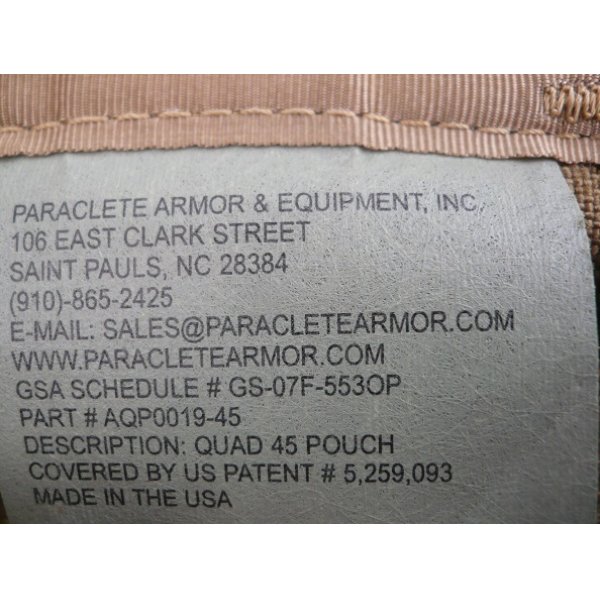 PARACLETE ARMOR & EQUIPMENT, INC.
106 EAST CLARK STREET
SAINT PAULS, NC 28384
(910)-865-2425
E-MAIL: SALES@PARACLETEARMOR.COM
WWW.PARACLETEARMOR.COM
GSA SCHEDULE # GS-07F-553OP
PART # AQP0019-45
DESCRIPTION: QUAD 45 POUCH
COVERED BY US PATENT # 5,259,093
MADE IN THE USA